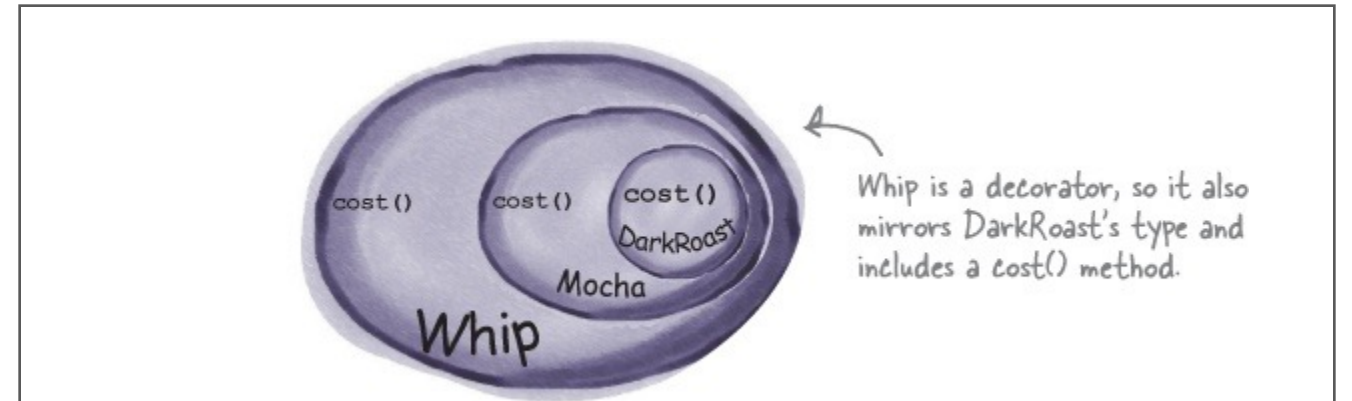 cost()
cost()
cost()
DarkRoast
Mocha
Whip
Whip is a decorator, so it also
mirrors DarkRoast's type and
includes a cost() method.